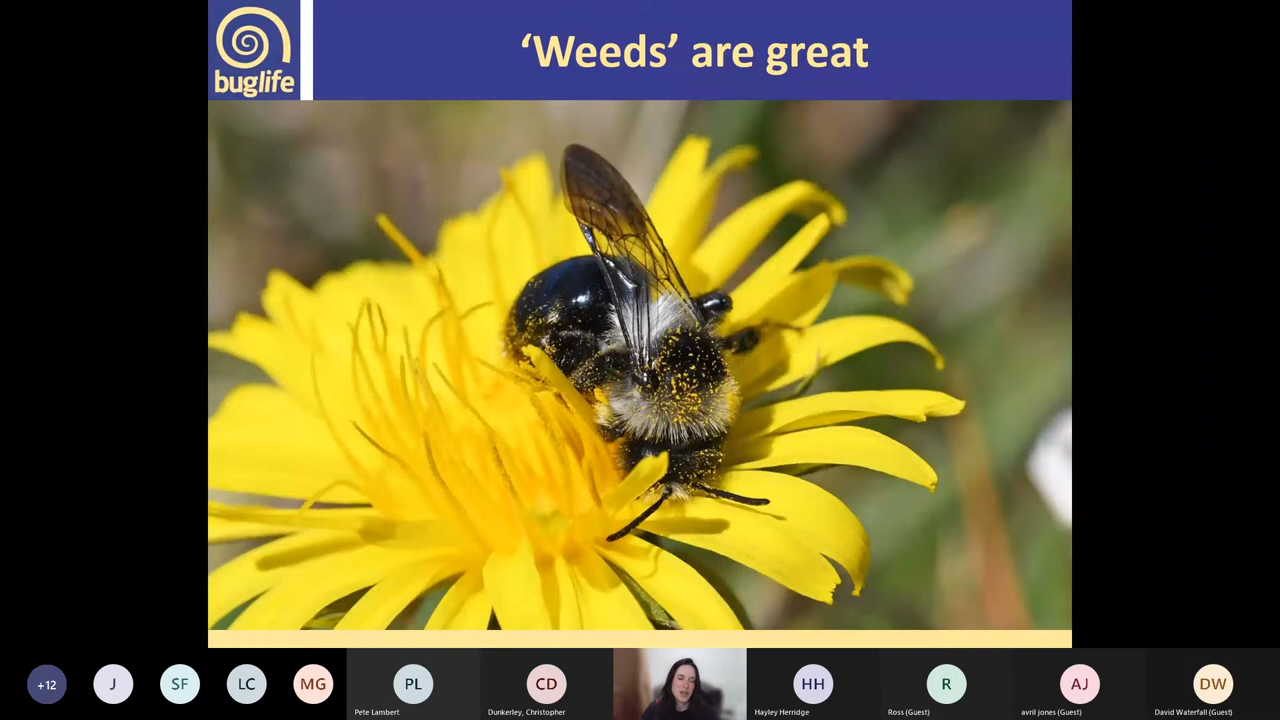 buglife
‘Weeds’ are great
+12
J
SF
LC
MG
PL
Pete Lambert
CD
Dunkerley, Christopher
HH
Hayley Herridge
R
Ross (Guest)
AJ
avril jones (Guest)
DW
David Waterfall (Guest)